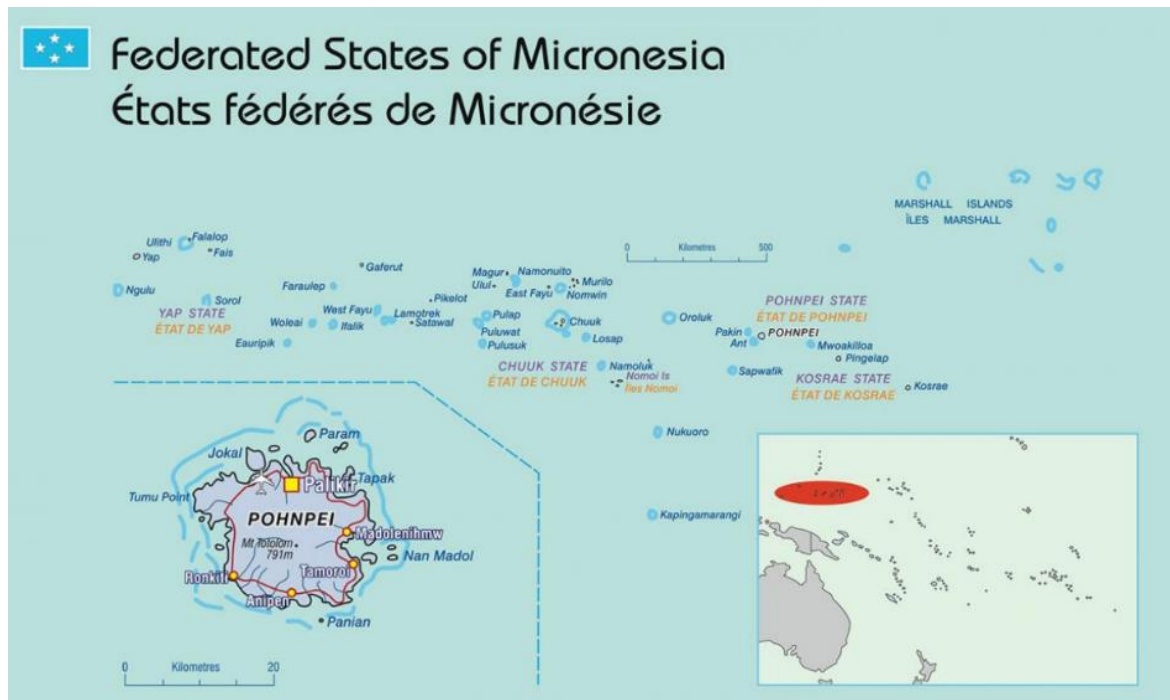 Federated States of Micronesia
États fédérés de Micronésie
MARSHALL ISLANDS
ÎLES MARSHALL
Ulithi
Falalop
Yap
Fais
0 Kilometres 500
Gaferut
Magur
Namonuito
Ulul
Murilo
East Fayu
Nomwin
Ngulu
Sorol
Faraulep
Pikelot
YAP STATE
ÉTAT DE YAP
West Fayu
Lamotrek
Woleai
Ifalik
Satawal
Eauripik
Pulap
Puluwat
Pulusuk
Chuuk
Losap
Oroluk
POHNPEI STATE
ÉTAT DE POHNPEI
Pakin
POHNPEI
Ant
Mwoakilloa
Pingelap
CHUUK STATE
ÉTAT DE CHUUK
Namoluk
Nomoi Is
Îles Nomoi
Sapwafik
KOSRAE STATE
ÉTAT DE KOSRAE
Kosrae
Nukuoro
Kapingamarangi
Param
Jokal
Tapak
Palikir
Tumu Point
POHNPEI
Madolenihmw
Mt Totolom
791m
Nan Madol
Tamoroi
Ronkiti
Anipen
Panian
0 Kilometres 20